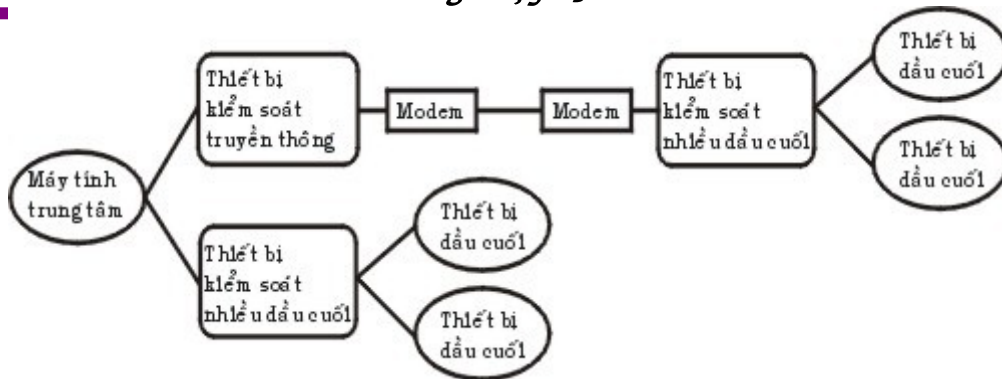 Thiết bị
đầu cuối
Thiết bị
kiểm soát
truyền thông
Modem
Modem
Thiết bị
kiểm soát
nhiều đầu cuối
Thiết bị
đầu cuối
Máy tính
trung tâm
Thiết bị
kiểm soát
nhiều đầu cuối
Thiết bị
đầu cuối
Thiết bị
đầu cuối